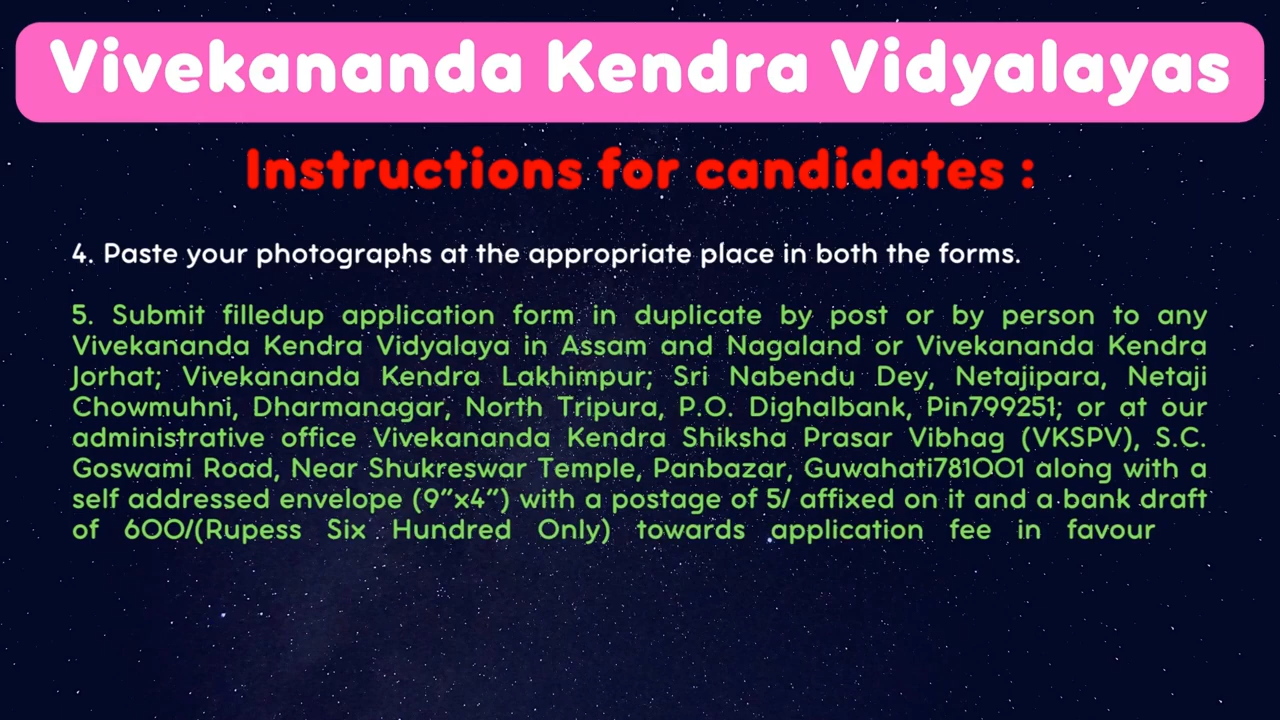 Vivekananda Kendra Vidyalayas
Instructions for candidates :
4. Paste your photographs at the appropriate place in both the forms.
5. Submit filledup application form in duplicate by post or by person to any
Vivekananda Kendra Vidyalaya in Assam and Nagaland or Vivekananda Kendra
Jorhat; Vivekananda Kendra Lakhimpur; Sri Nabendu Dey, Netajipara, Netaji
Chowmuhni, Dharmanagar, North Tripura, P.O. Dighalbank, Pin799251; or at our
administrative office Vivekananda Kendra Shiksha Prasar Vibhag (VKSPV), S.C.
Goswami Road, Near Shukreswar Temple, Panbazar, Guwahati781001 along with a
self addressed envelope (9”x4”) with a postage of 5/ affixed on it and a bank draft
of 600/(Rupess Six Hundred Only) towards application fee in favour